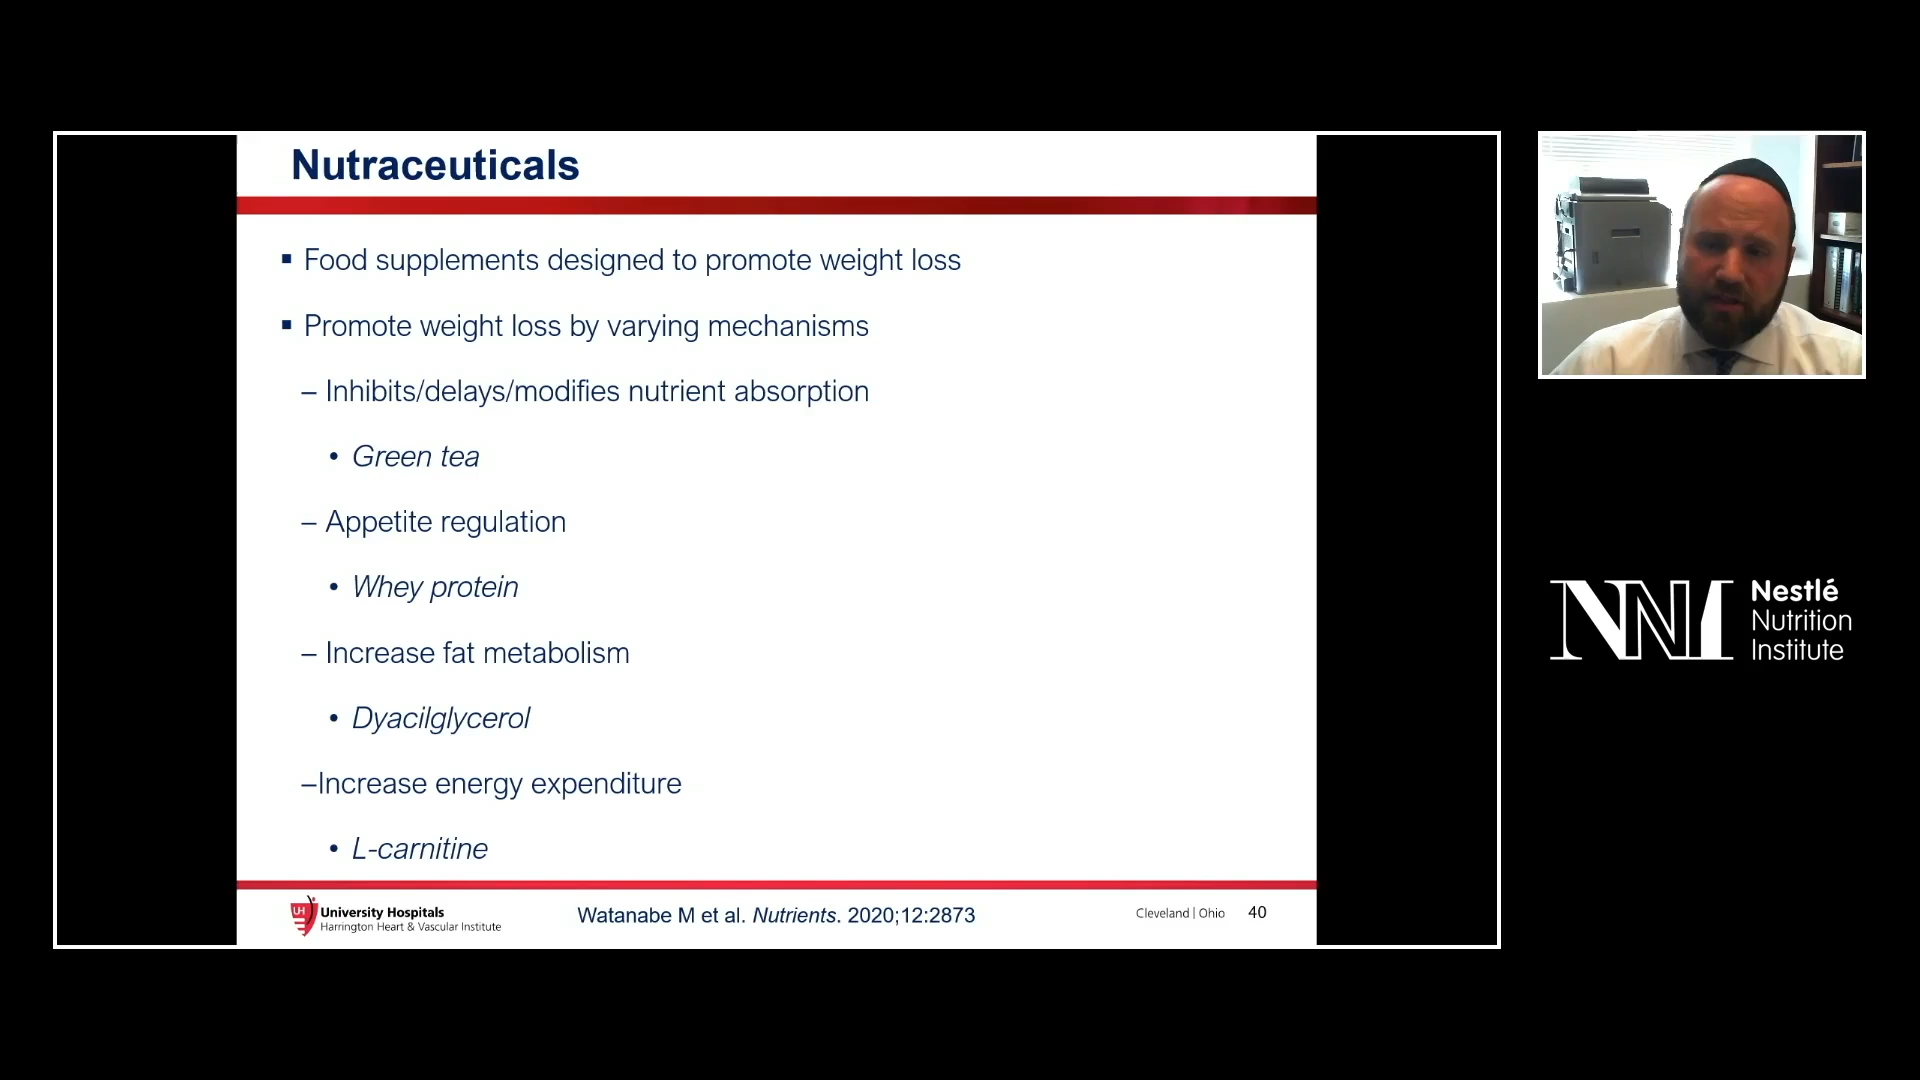 Nutraceuticals
▪ Food supplements designed to promote weight loss
▪ Promote weight loss by varying mechanisms
– Inhibits/delays/modifies nutrient absorption
• Green tea
– Appetite regulation
• Whey protein
– Increase fat metabolism
• Dyacilglycerol
–Increase energy expenditure
• L-carnitine
UH University Hospitals
Harrington Heart & Vascular Institute
Watanabe M et al. Nutrients. 2020;12:2873
Cleveland | Ohio 40
NNI
Nestlé
Nutrition
Institute